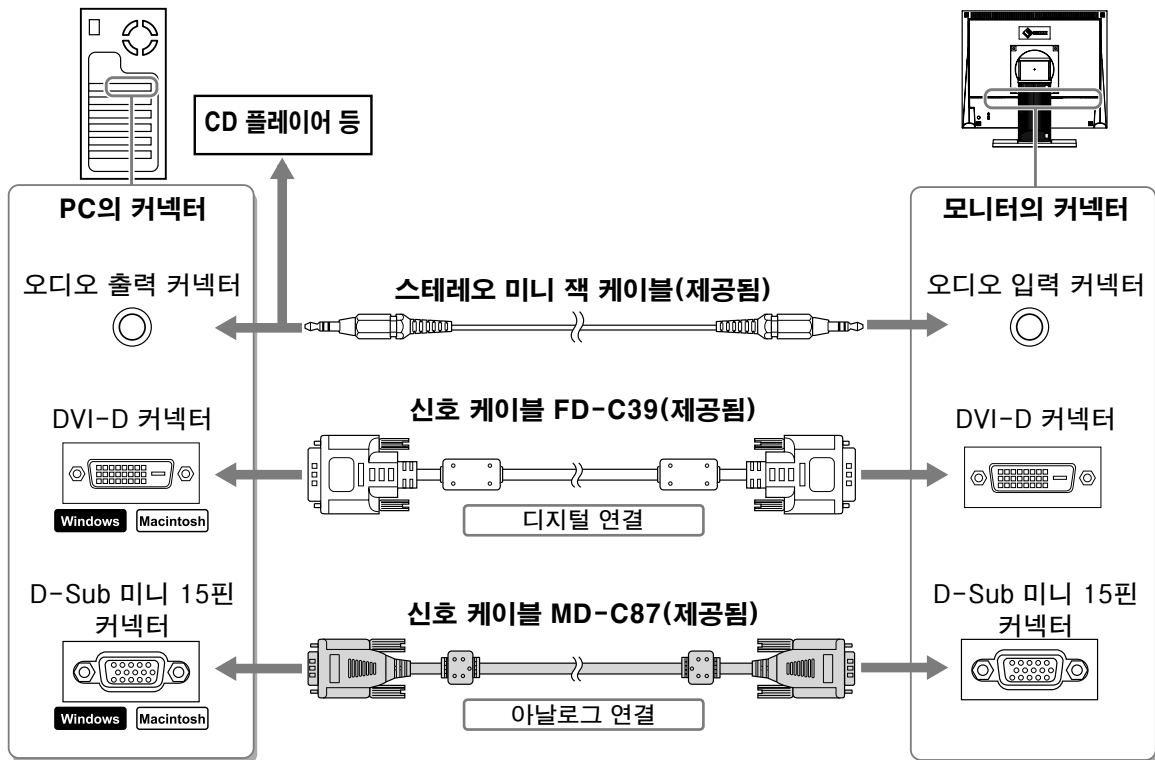 CD 플레이어 등
PC의 커넥터
모니터의 커넥터
오디오 출력 커넥터
스테레오 미니 잭 케이블(제공됨)
오디오 입력 커넥터
DVI-D 커넥터
신호 케이블 FD-C39(제공됨)
DVI-D 커넥터
Windows
Macintosh
디지털 연결
D-Sub 미니 15핀
커넥터
신호 케이블 MD-C87(제공됨)
D-Sub 미니 15핀
커넥터
Windows
Macintosh
아날로그 연결